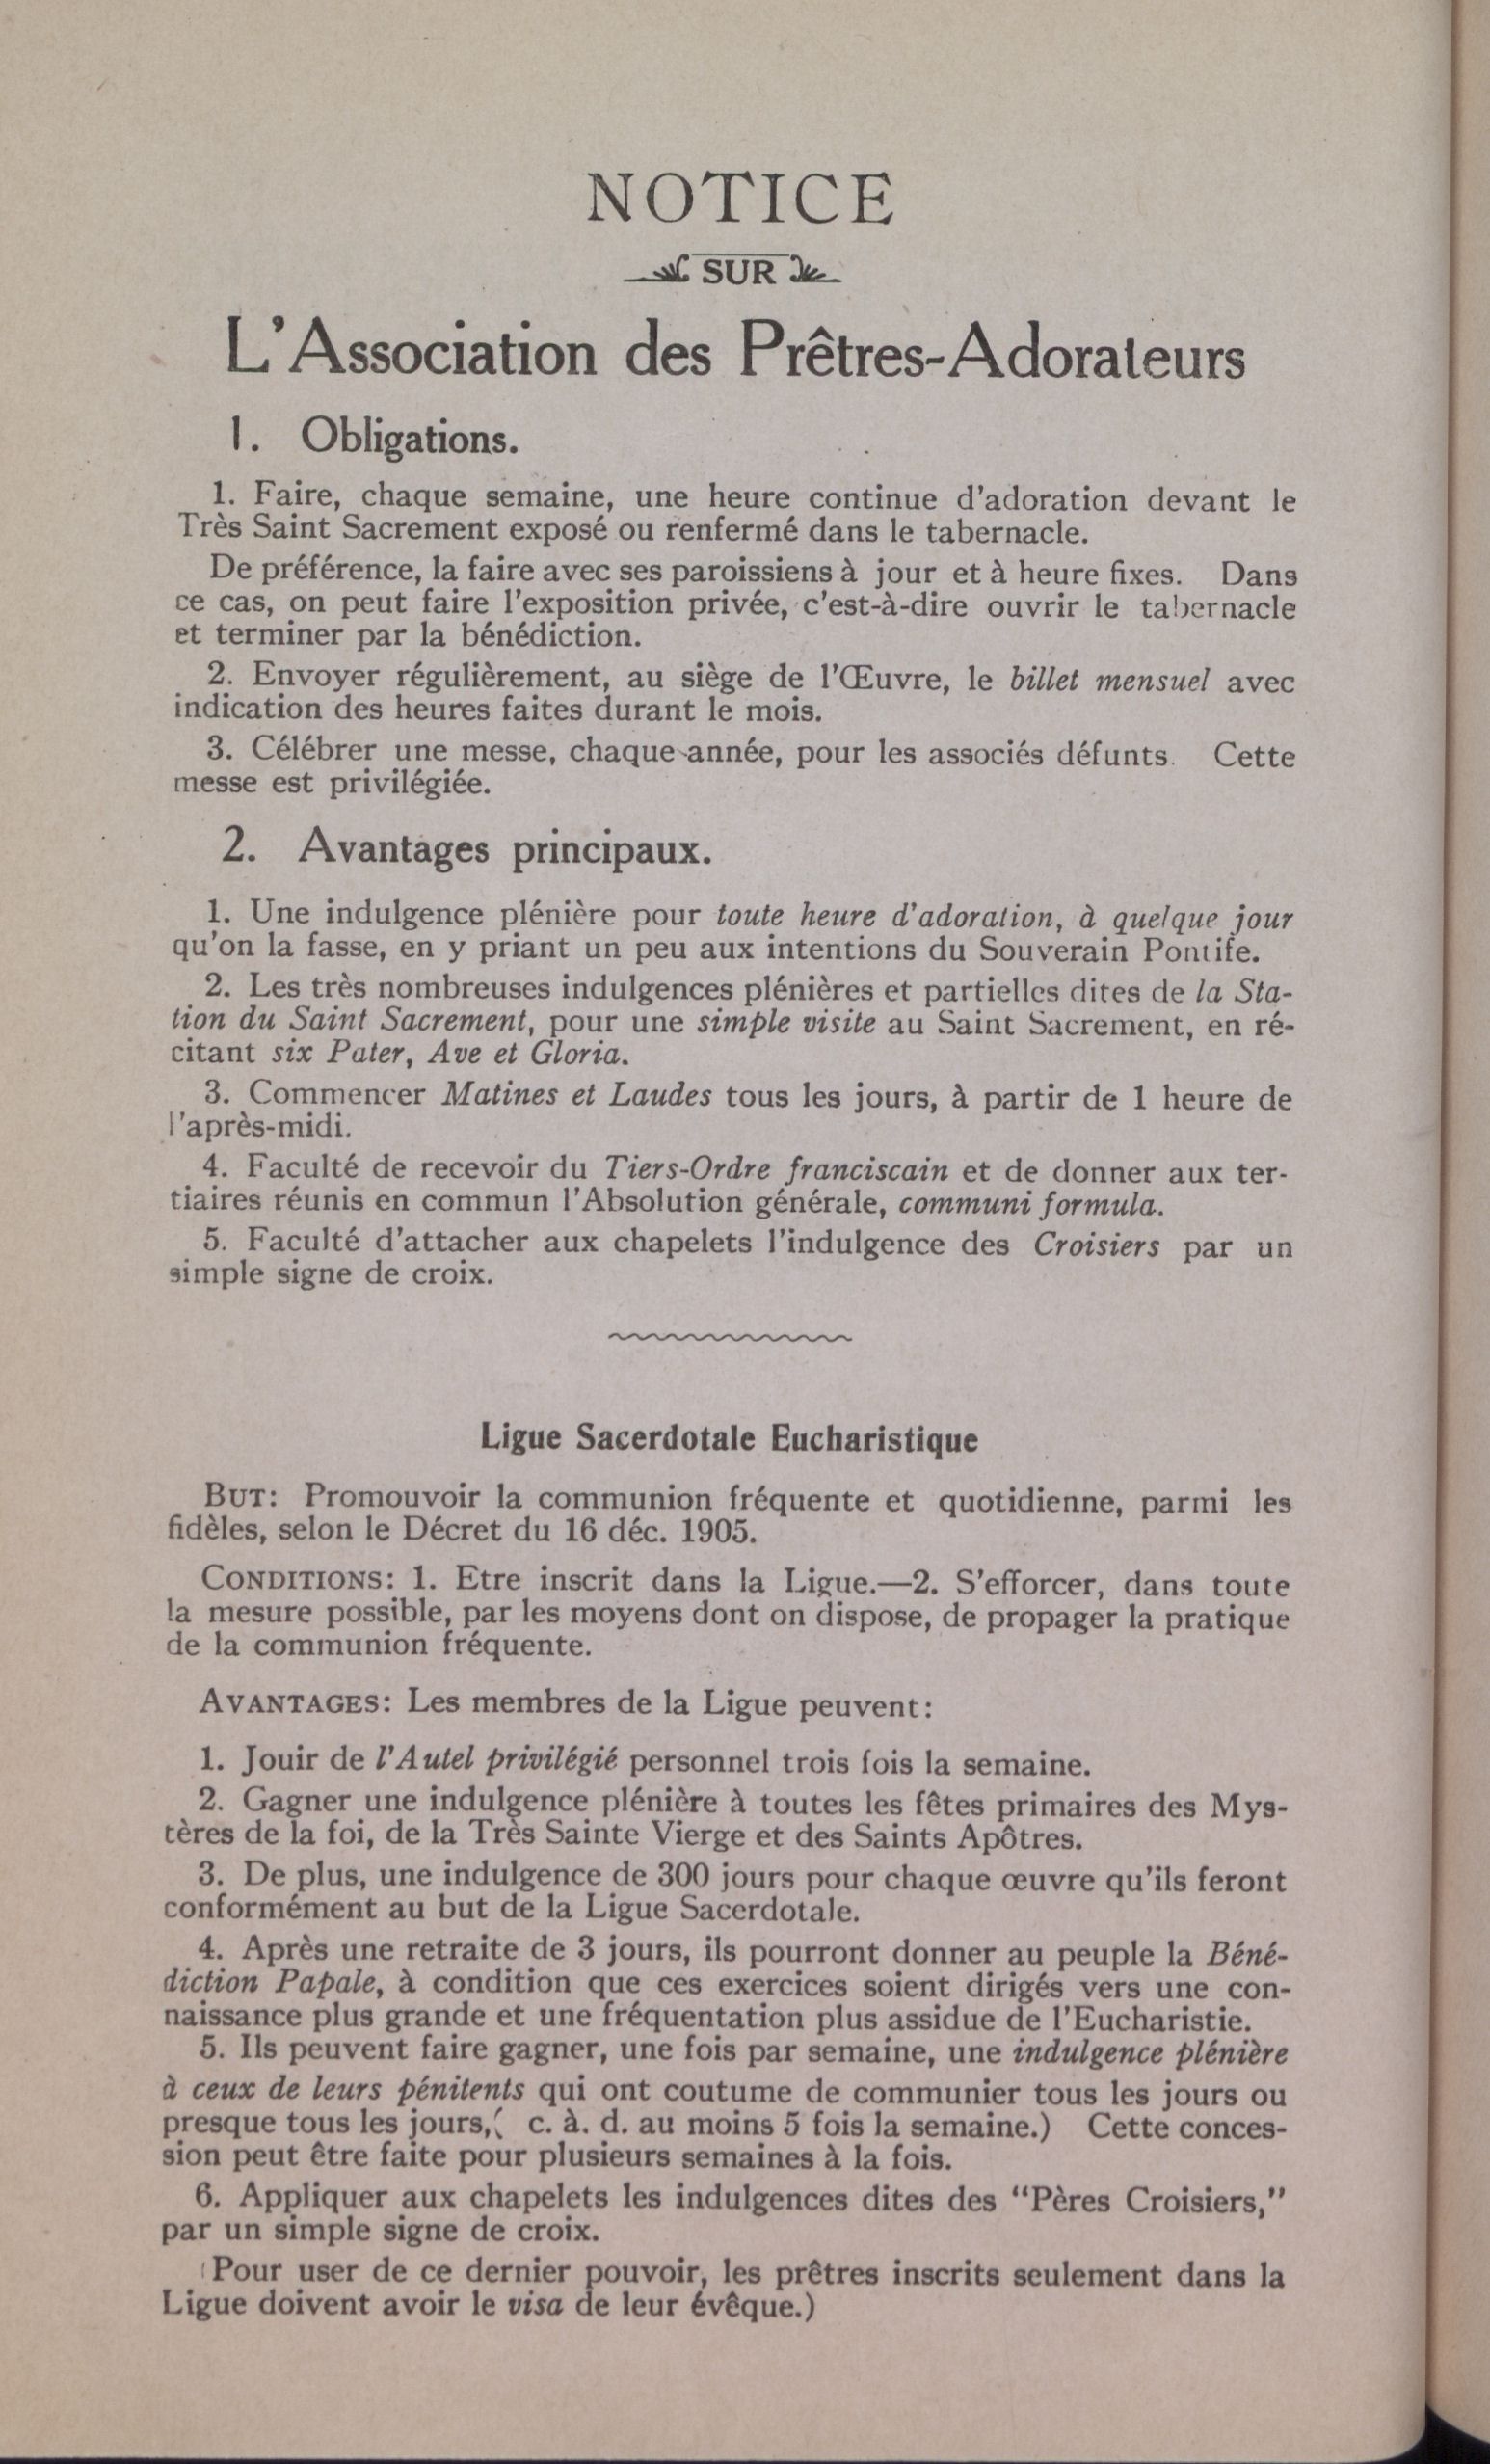 NOTICE
SUR
L'Association des Prêtres-Adorateurs
1. Obligations.
1. Faire, chaque semaine, une heure continue d'adoration devant le
Très Saint Sacrement exposé ou renfermé dans le tabernacle.
De préférence, la faire avec ses paroissiens à jour et à heure fixes. Dans
ce cas, on peut faire l'exposition privée, c'est-à-dire ouvrir le tabernacle
et terminer par la bénédiction.
2. Envoyer régulièrement, au siège de l'Œuvre, le billet mensuel avec
indication des heures faites durant le mois.
3. Célébrer une messe, chaque année, pour les associés défunts. Cette
messe est privilégiée.
2. Avantages principaux.
1. Une indulgence plénière pour toute heure d'adoration, à quelque jour
qu'on la fasse, en y priant un peu aux intentions du Souverain Pontife.
2. Les très nombreuses indulgences plénières et partielles dites de la Sta-
tion du Saint Sacrement, pour une simple visite au Saint Sacrement, en ré-
citant six Pater, Ave et Gloria.
3. Commencer Matines et Laudes tous les jours, à partir de 1 heure de
l'après-midi.
4. Faculté de recevoir du Tiers-Ordre franciscain et de donner aux ter-
tiaires réunis en commun l'Absolution générale, communi formula.
5. Faculté d'attacher aux chapelets l'indulgence des Croisiers par un
simple signe de croix.
Ligue Sacerdotale Eucharistique
BUT: Promouvoir la communion fréquente et quotidienne, parmi les
fidèles, selon le Décret du 16 déc. 1905.
CONDITIONS: 1. Etre inscrit dans la Ligue.—2. S'efforcer, dans toute
la mesure possible, par les moyens dont on dispose, de propager la pratique
de la communion fréquente.
AVANTAGES: Les membres de la Ligue peuvent:
1. Jouir de l'Autel privilégié personnel trois fois la semaine.
2. Gagner une indulgence plénière à toutes les fêtes primaires des Mys-
tères de la foi, de la Très Sainte Vierge et des Saints Apôtres.
3. De plus, une indulgence de 300 jours pour chaque œuvre qu'ils feront
conformément au but de la Ligue Sacerdotale.
4. Après une retraite de 3 jours, ils pourront donner au peuple la Béné-
diction Papale, à condition que ces exercices soient dirigés vers une con-
naissance plus grande et une fréquentation plus assidue de l'Eucharistie.
5. Ils peuvent faire gagner, une fois par semaine, une indulgence plénière
à ceux de leurs pénitents qui ont coutume de communier tous les jours ou
presque tous les jours,( c. à. d. au moins 5 fois la semaine.) Cette conces-
sion peut être faite pour plusieurs semaines à la fois.
6. Appliquer aux chapelets les indulgences dites des "Pères Croisiers,"
par un simple signe de croix.
(Pour user de ce dernier pouvoir, les prêtres inscrits seulement dans la
Ligue doivent avoir le visa de leur évêque.)